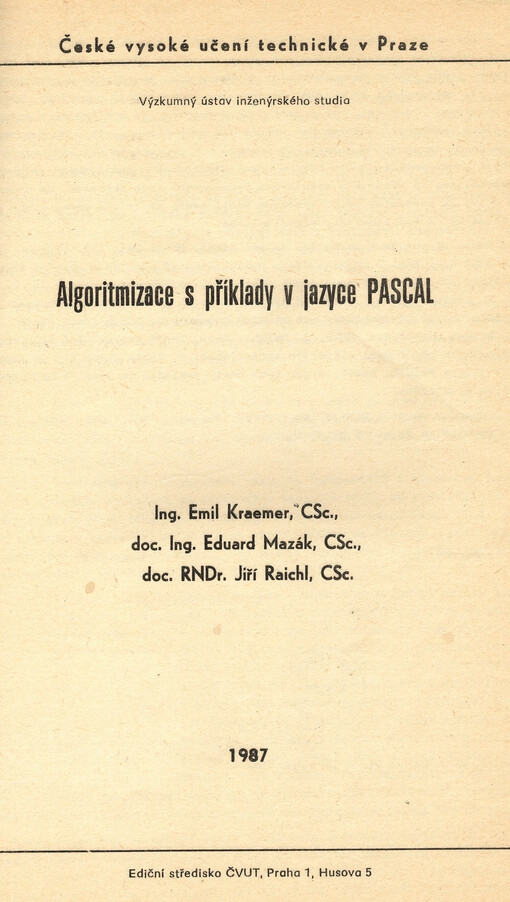 České vysoké učení technické v Praze
Výzkumný ústav inženýrského studia
Algoritmizace s příklady v jazyce PASCAL
Ing. Emil Kraemer, CSc.,
doc. Ing. Eduard Mazák, CSc.,
doc. RNDr. Jiří Raichl, CSc.
1987
Ediční středisko ČVUT, Praha 1, Husova 5